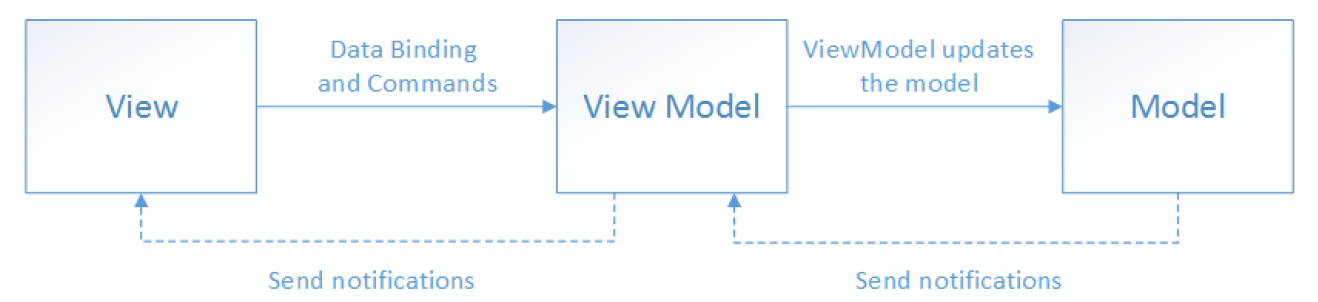 View
Data Binding
and Commands
View Model
ViewModel updates
the model
Model
Send notifications
Send notifications